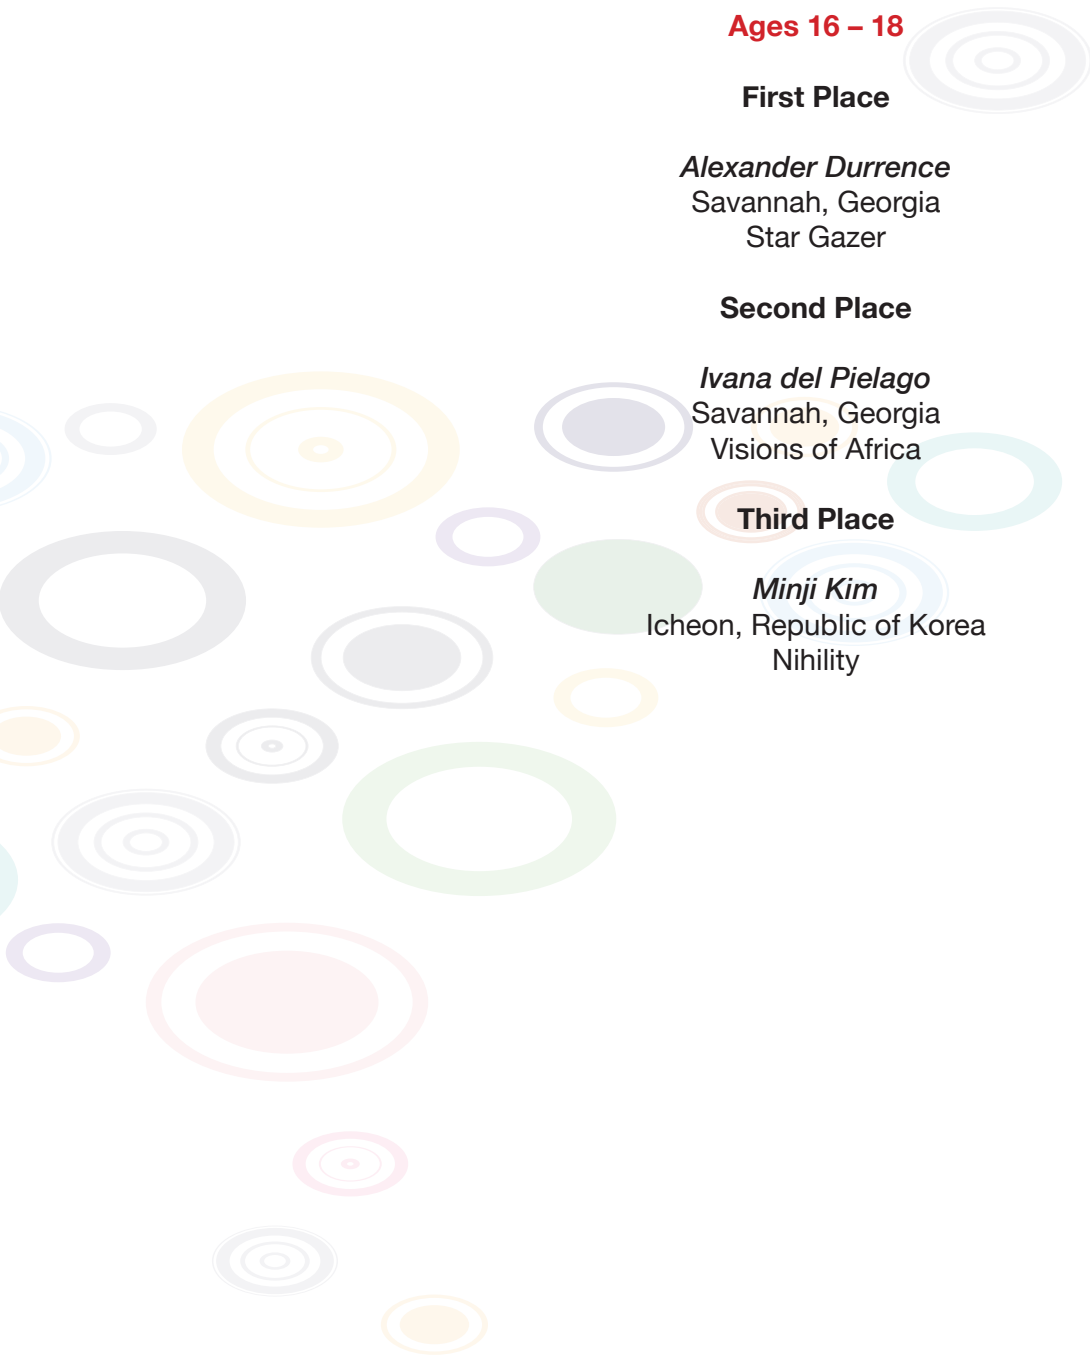 Ages 16 – 18
First Place
Alexander Durrence
Savannah, Georgia
Star Gazer
Second Place
Ivana del Pielago
Savannah, Georgia
Visions of Africa
Third Place
Minji Kim
Icheon, Republic of Korea
Nihility